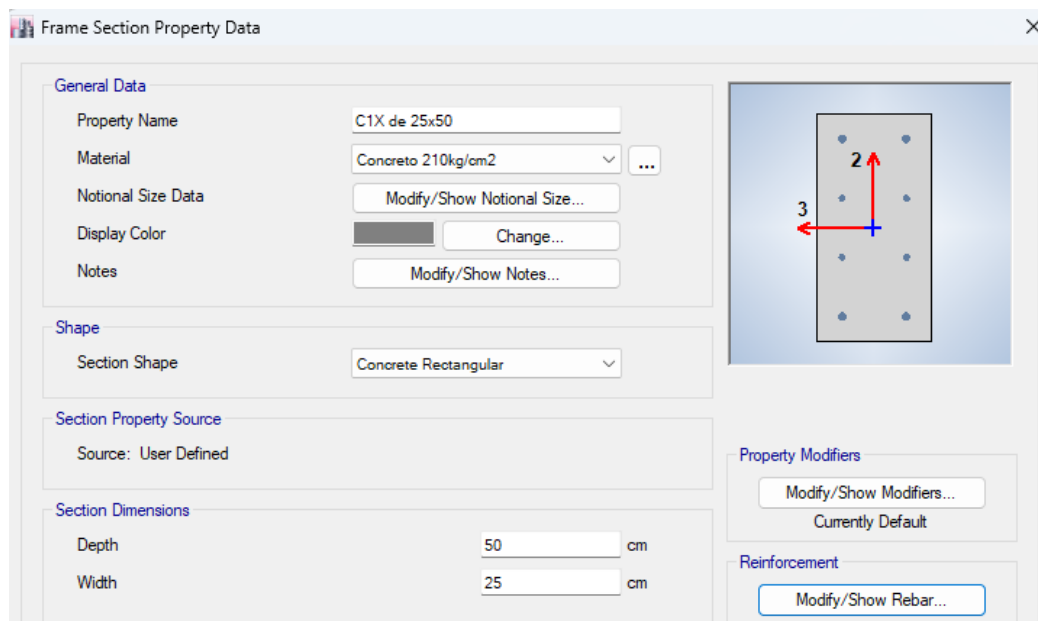 Frame Section Property Data
General Data
Property Name C1X de 25x50
Material Concreto 210kg/cm2 ...
Notional Size Data Modify/Show Notional Size...
Display Color Change...
Notes Modify/Show Notes...
Shape
Section Shape Concrete Rectangular
Section Property Source
Source: User Defined
Section Dimensions
Depth 50 cm
Width 25 cm
2
3
Property Modifiers
Modify/Show Modifiers...
Currently Default
Reinforcement
Modify/Show Rebar...